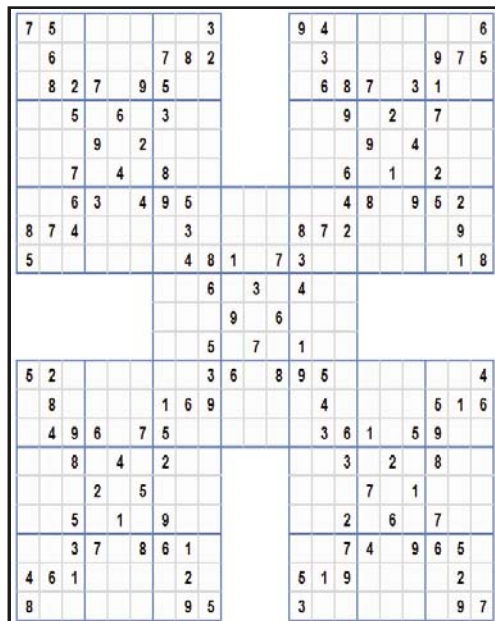 7 5 3 9 4 6
6 7 8 2 3 9 7 5
8 2 7 9 5 6 8 7 3 1
5 6 3 9 2 7
9 2 9 4
7 4 8 6 1 2
6 3 4 9 5 4 8 9 5 2
8 7 4 3 8 7 2 9
5 4 8 1 7 3 1 8
6 3 4
9 6
5 7 1
5 2 3 6 8 9 5 4
8 1 6 9 4 5 1 6
4 9 6 7 5 3 6 1 5 9
8 4 2 3 2 8
2 5 7 1
5 1 9 2 6 7
3 7 8 6 1 7 4 9 6 5
4 6 1 2 5 1 9 2
8 9 5 3 9 7